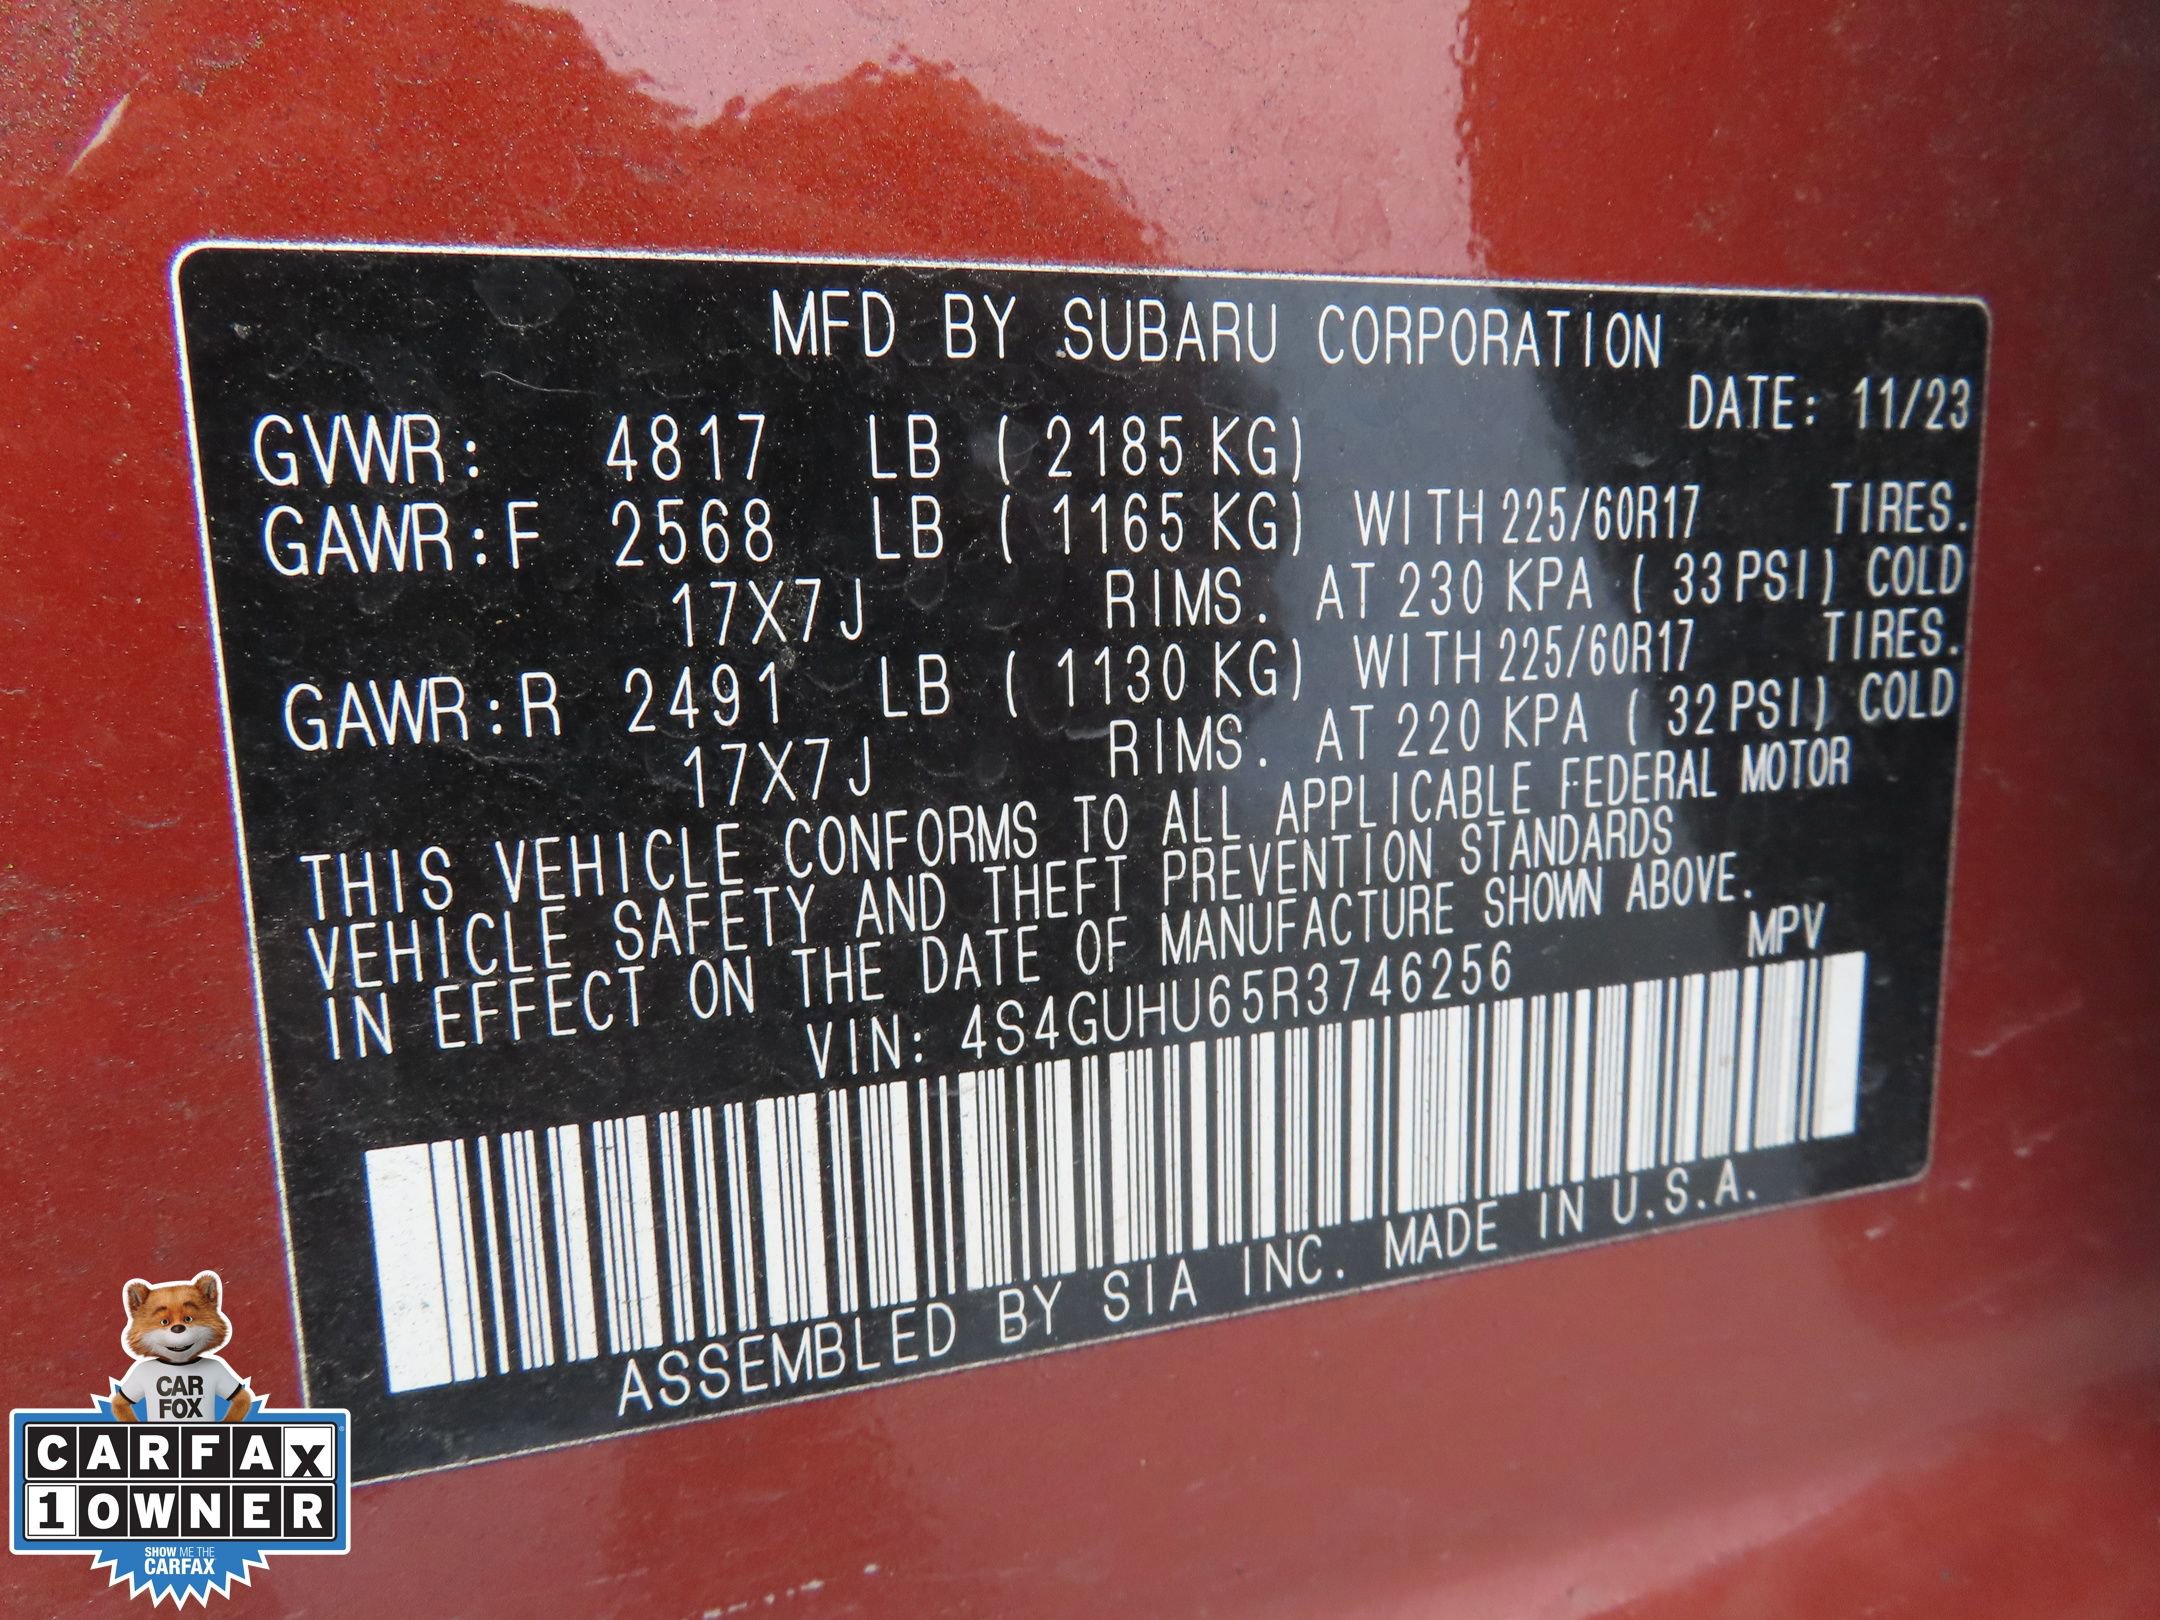 MFD BY SUBARU CORPORATION
DATE: 11/23
GVWR: 4817 LB ( 2185 KG)
GAWR:F 2568 LB ( 1165 KG) WITH 225/60R17 TIRES.
17X7J RIMS. AT 230 KPA ( 33 PSI) COLD
GAWR:R 2491 LB ( 1130 KG) WITH 225/60R17 TIRES.
17X7J RIMS. AT 220 KPA ( 32 PSI) COLD
THIS VEHICLE CONFORMS TO ALL APPLICABLE FEDERAL MOTOR
VEHICLE SAFETY AND THEFT PREVENTION STANDARDS
IN EFFECT ON THE DATE OF MANUFACTURE SHOWN ABOVE.
VIN: 4S4GUHU65R3746256 MPV
ASSEMBLED BY SIA INC. MADE IN U.S.A.
CAR
FOX
CARFAX
1 OWNER
SHOW ME THE
CARFAX